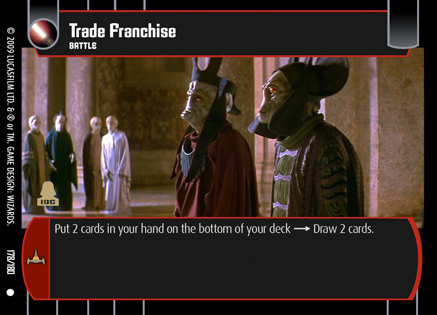 Trade Franchise
BATTLE
IDC
Put 2 cards in your hand on the bottom of your deck → Draw 2 cards.
© 2009 LUCASFILM LTD. & ® or TM. GAME DESIGN: WIZARDS.
178/180